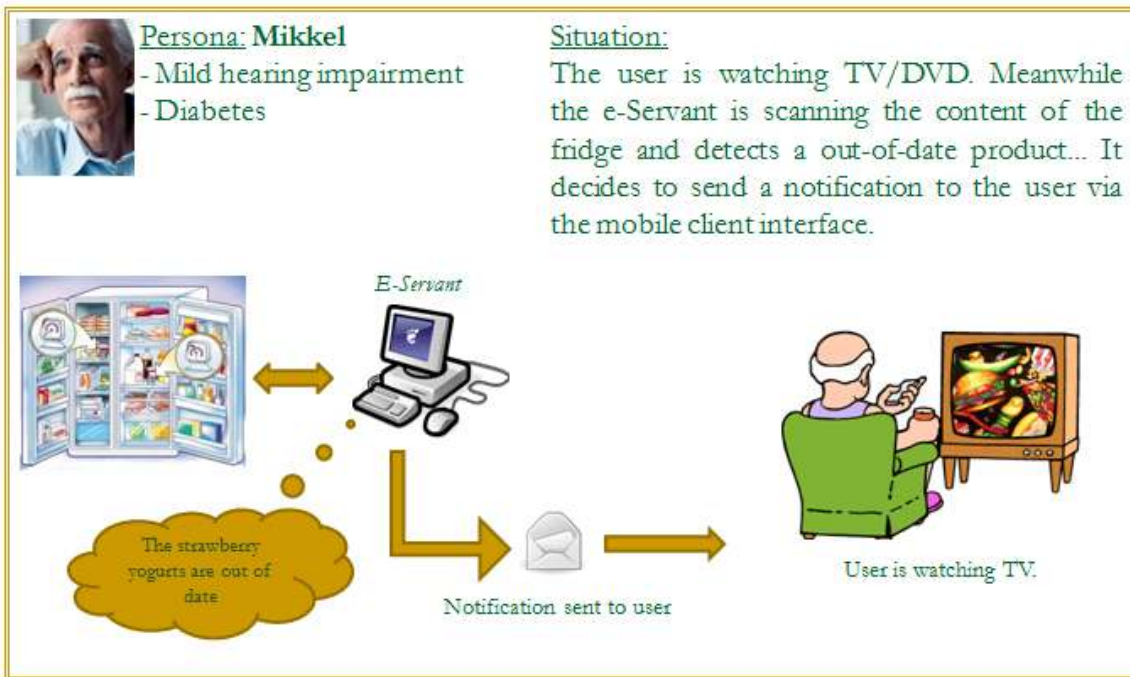 Persona: Mikkel
- Mild hearing impairment
- Diabetes
Situation:
The user is watching TV/DVD. Meanwhile
the e-Servant is scanning the content of the
fridge and detects a out-of-date product... It
decides to send a notification to the user via
the mobile client interface.
E-Servant
The strawberry
yogurts are out of
date
Notification sent to user
User is watching TV.